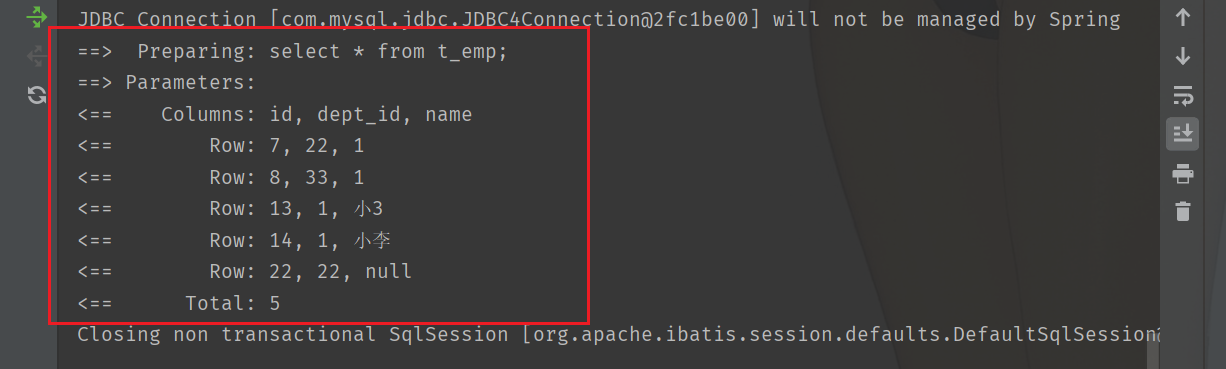 JDBC Connection [com.mysql.jdbc.JDBC4Connection@2fc1be00] will not be managed by Spring
==>  Preparing: select * from t_emp;
==> Parameters:
<==    Columns: id, dept_id, name
<==        Row: 7, 22, 1
<==        Row: 8, 33, 1
<==        Row: 13, 1, 小3
<==        Row: 14, 1, 小李
<==        Row: 22, 22, null
<==      Total: 5
Closing non transactional SqlSession [org.apache.ibatis.session.defaults.DefaultSqlSession@